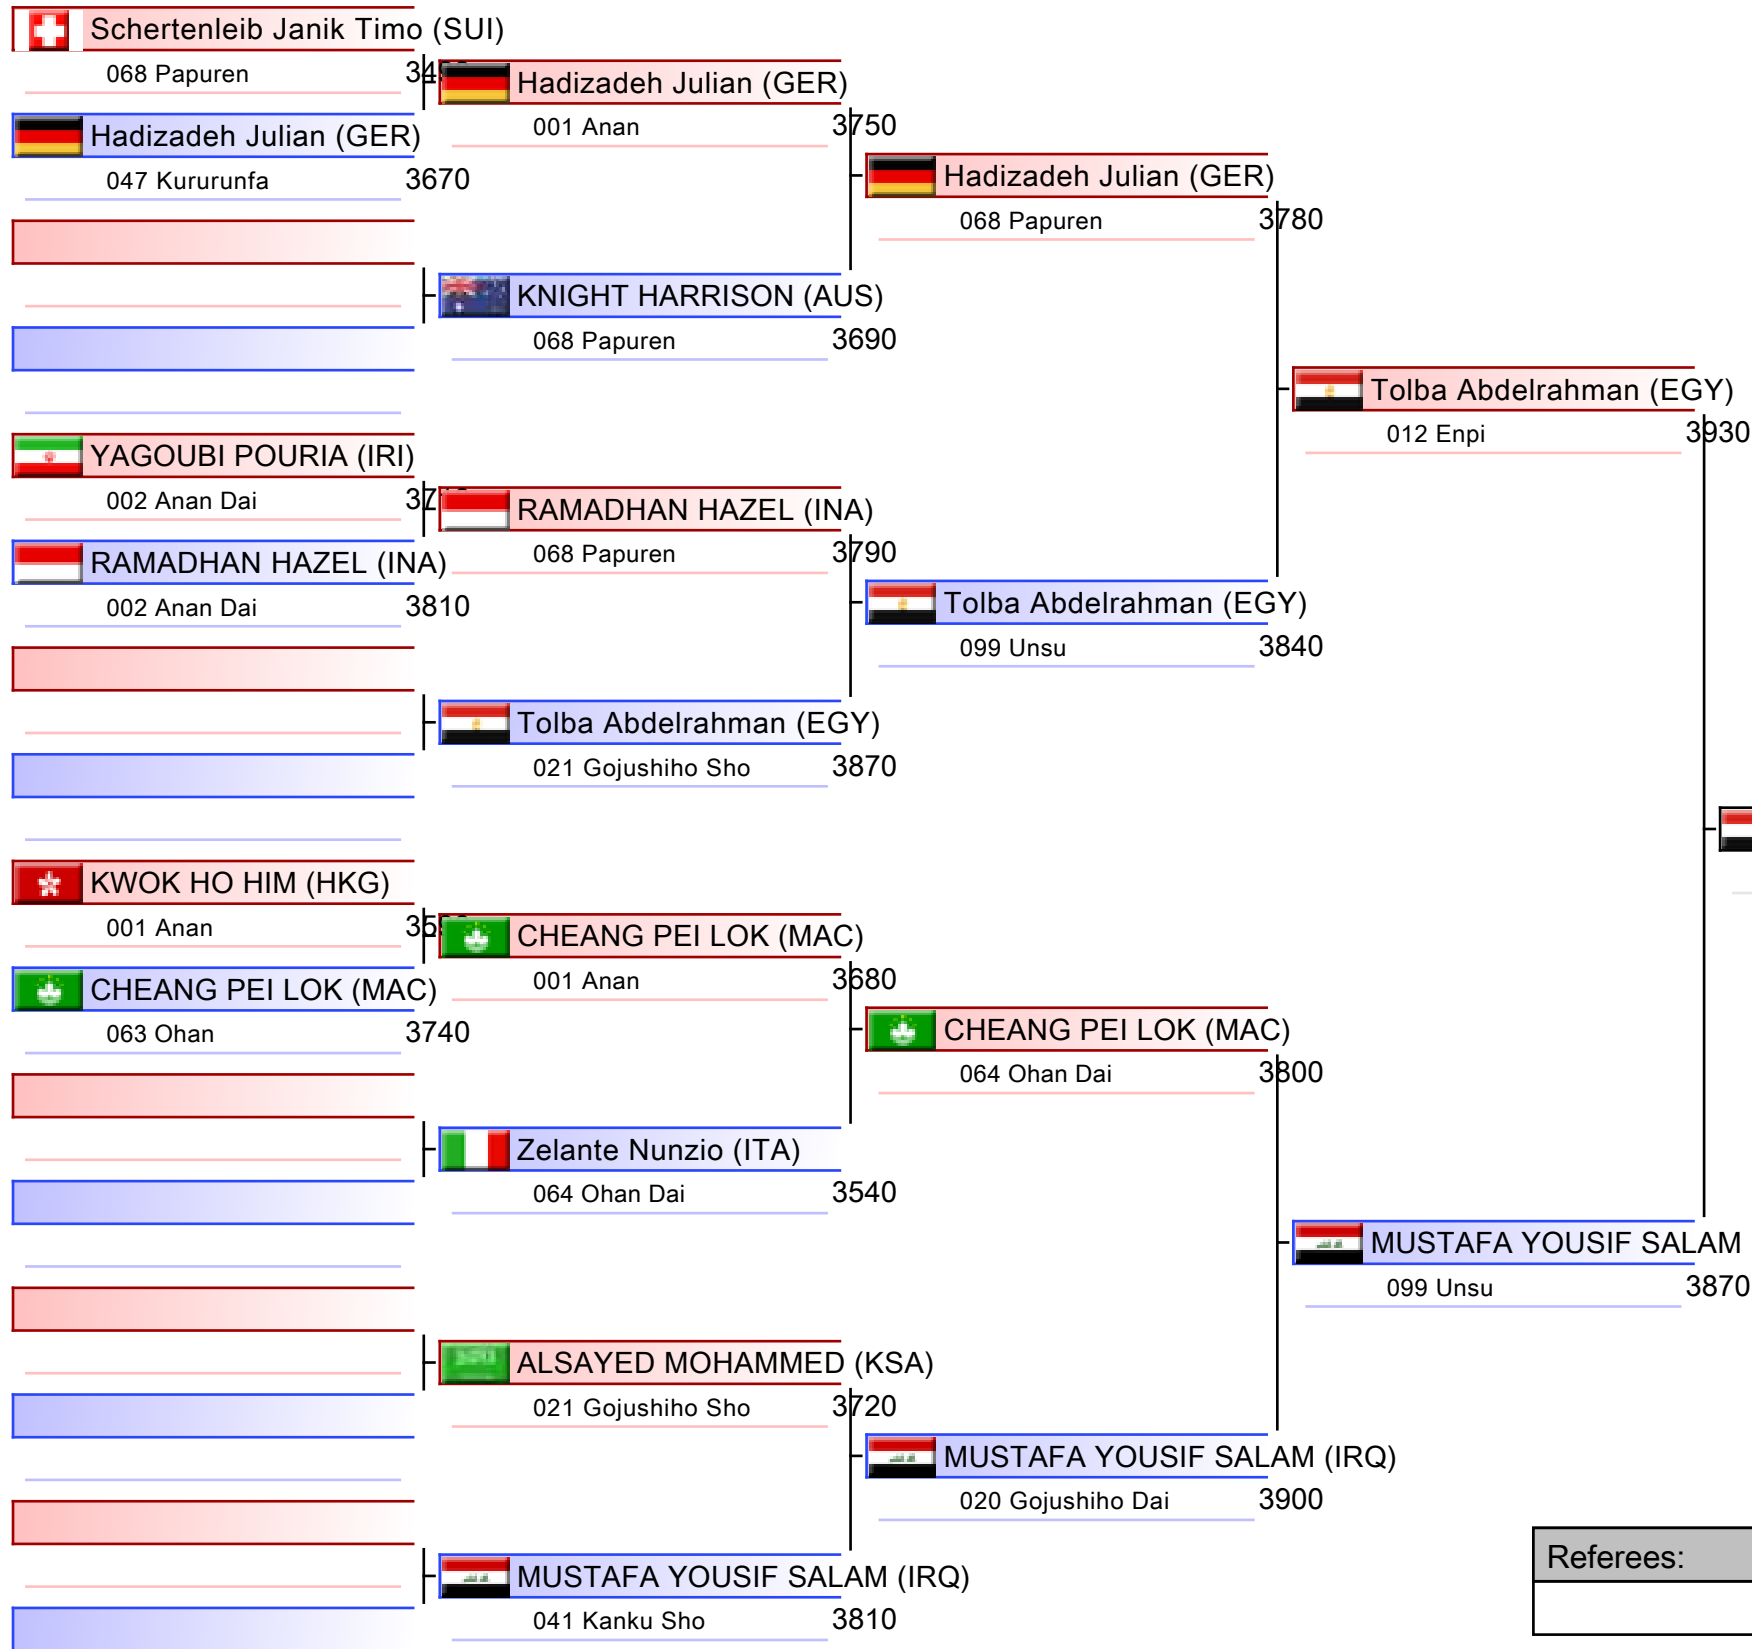 Schertenleib Janik Timo (SUI)
068 Papuren
Hadizadeh Julian (GER)
001 Anan 3750
Hadizadeh Julian (GER)
047 Kururunfa 3670
Hadizadeh Julian (GER)
068 Papuren 3780
KNIGHT HARRISON (AUS)
068 Papuren 3690
Tolba Abdelrahman (EGY)
012 Enpi 3930
YAGOUBI POURIA (IRI)
002 Anan Dai
RAMADHAN HAZEL (INA)
068 Papuren 3790
RAMADHAN HAZEL (INA)
002 Anan Dai 3810
Tolba Abdelrahman (EGY)
099 Unsu 3840
Tolba Abdelrahman (EGY)
021 Gojushiho Sho 3870
KWOK HO HIM (HKG)
001 Anan
CHEANG PEI LOK (MAC)
001 Anan 3680
CHEANG PEI LOK (MAC)
063 Ohan 3740
CHEANG PEI LOK (MAC)
064 Ohan Dai 3800
Zelante Nunzio (ITA)
064 Ohan Dai 3540
MUSTAFA YOUSIF SALAM
099 Unsu 3870
ALSAYED MOHAMMED (KSA)
021 Gojushiho Sho 3720
MUSTAFA YOUSIF SALAM (IRQ)
020 Gojushiho Dai 3900
MUSTAFA YOUSIF SALAM (IRQ)
041 Kanku Sho 3810
Referees: